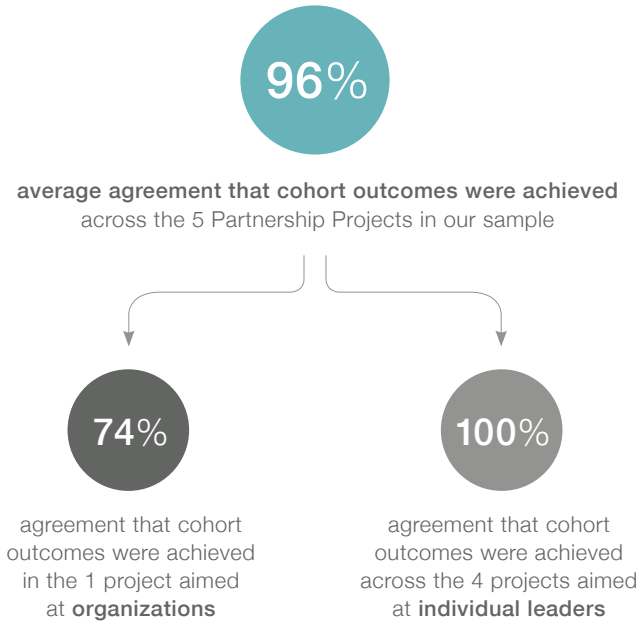 96%
average agreement that cohort outcomes were achieved
across the 5 Partnership Projects in our sample
74%
agreement that cohort
outcomes were achieved
in the 1 project aimed
at organizations
100%
agreement that cohort
outcomes were achieved
across the 4 projects aimed
at individual leaders